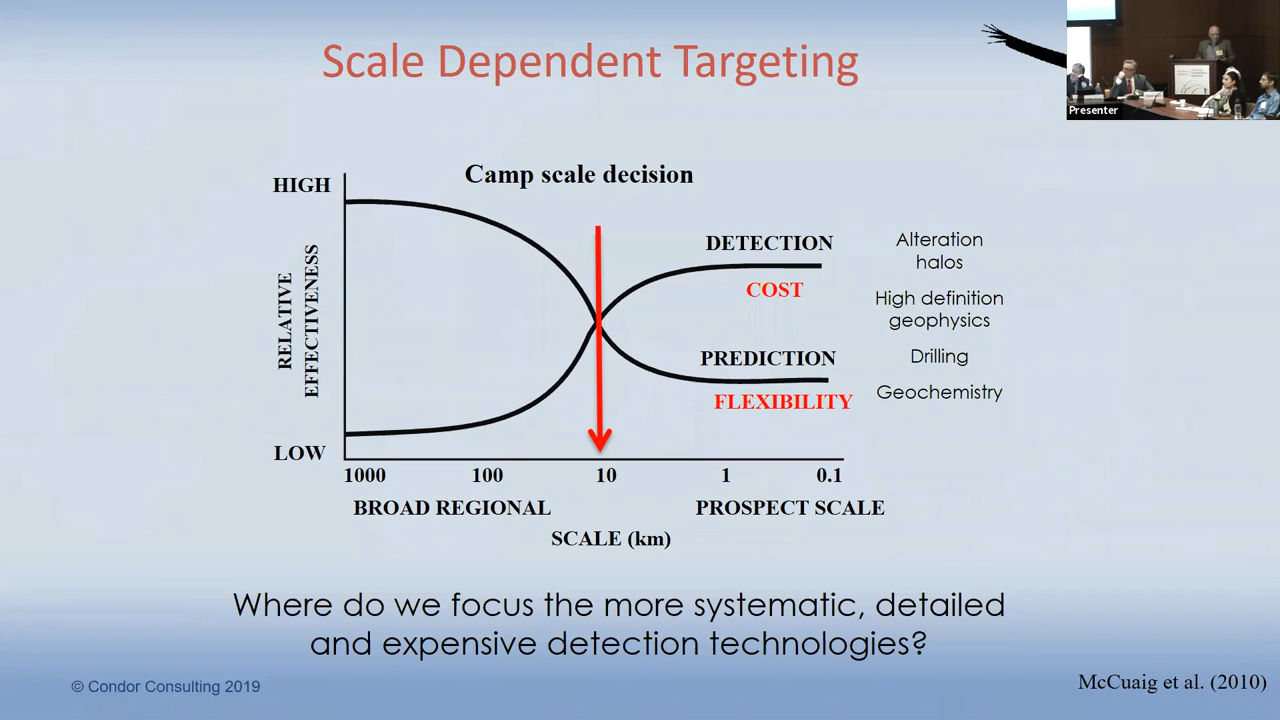 Scale Dependent Targeting
Presenter
Camp scale decision
HIGH
RELATIVE
EFFECTIVENESS
LOW
DETECTION
COST
PREDICTION
FLEXIBILITY
Alteration
halos
High definition
geophysics
Drilling
Geochemistry
1000 100 10 1 0.1
BROAD REGIONAL PROSPECT SCALE
SCALE (km)
Where do we focus the more systematic, detailed
and expensive detection technologies?
© Condor Consulting 2019
McCuaig et al. (2010)